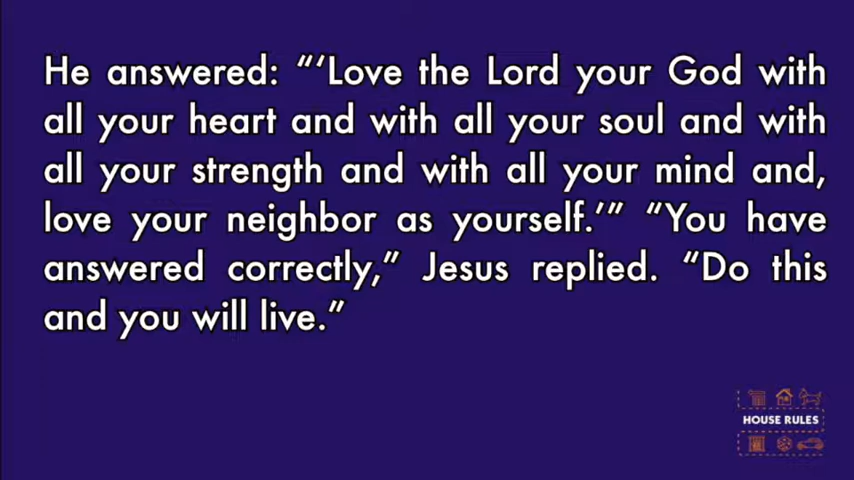 He answered: “‘Love the Lord your God with
all your heart and with all your soul and with
all your strength and with all your mind and,
love your neighbor as yourself.’” “You have
answered correctly,” Jesus replied. “Do this
and you will live.”
HOUSE RULES